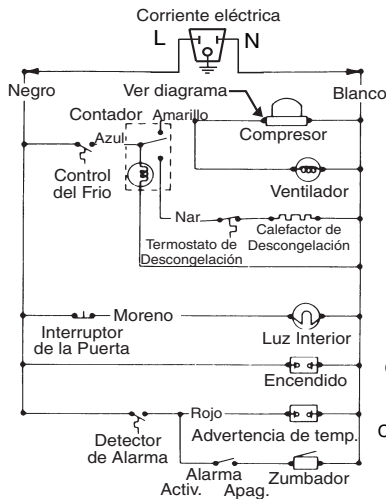 Corriente eléctrica
L N
Negro
Ver diagrama
Blanco
Contador
Amarillo
Azul
Compresor
Control
del Frio
Ventilador
Nar
Termostato de
Descongelación
Calefactor de
Descongelación
Moreno
Interruptor
de la Puerta
Luz Interior
Encendido
Rojo
Detector
de Alarma
Advertencia de temp.
Alarma
Activ. Apag.
Zumbador